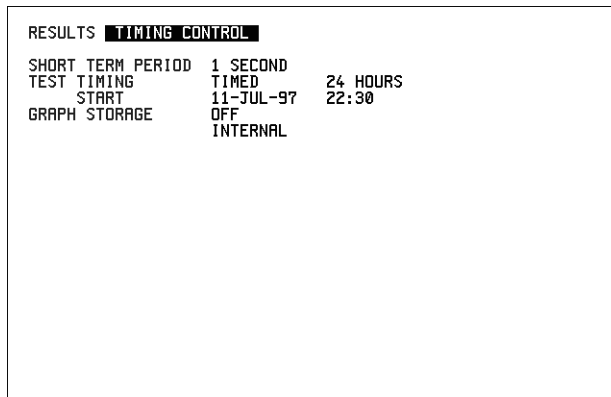 RESULTS TIMING CONTROL
SHORT TERM PERIOD 1 SECOND
TEST TIMING TIMED 24 HOURS
START 11-JUL-97 22:30
GRAPH STORAGE OFF
INTERNAL